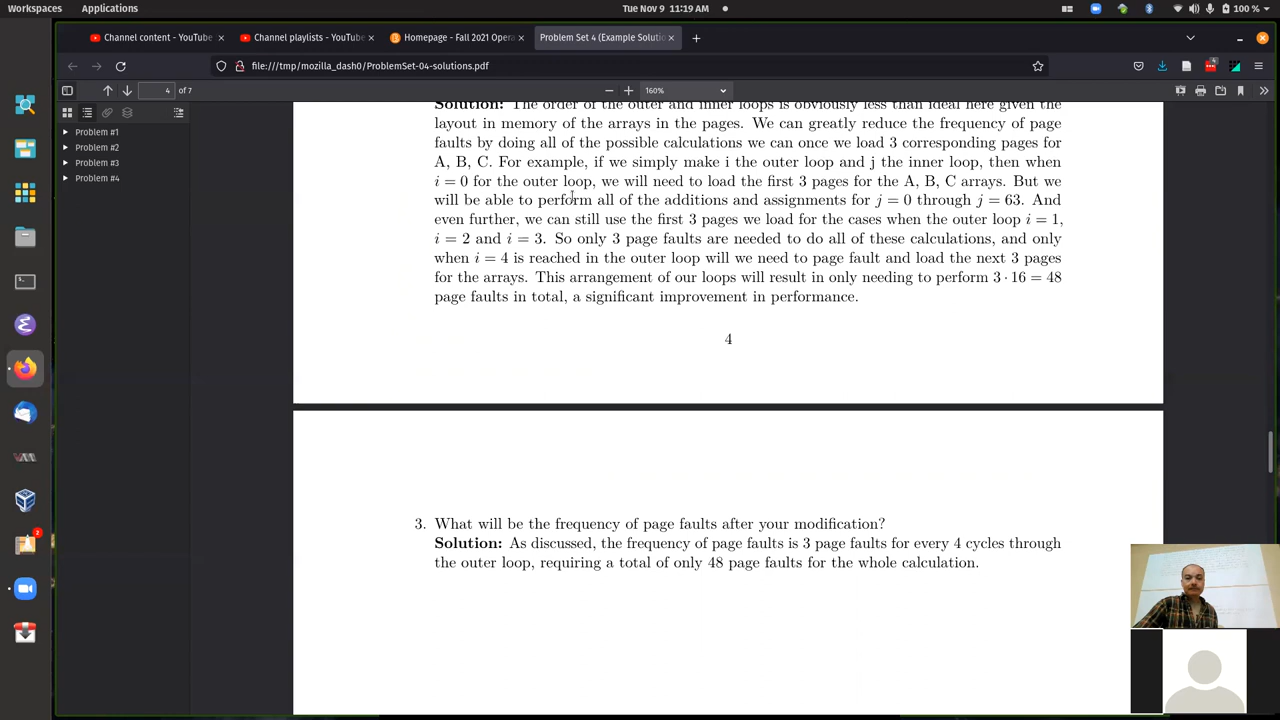 Workspaces Applications Tue Nov 9 11:19 AM 100 %
Channel content - YouTube Channel playlists - YouTube Homepage - Fall 2021 Opera Problem Set 4 (Example Soluti
file:///tmp/mozilla_dash0/ProblemSet-04-solutions.pdf
4 of 7 160%
Problem #1
Problem #2
Problem #3
Problem #4
Solution: The order of the outer and inner loops is obviously less than ideal here given the
layout in memory of the arrays in the pages. We can greatly reduce the frequency of page
faults by doing all of the possible calculations we can once we load 3 corresponding pages for
A, B, C. For example, if we simply make i the outer loop and j the inner loop, then when
i = 0 for the outer loop, we will need to load the first 3 pages for the A, B, C arrays. But we
will be able to perform all of the additions and assignments for j = 0 through j = 63. And
even further, we can still use the first 3 pages we load for the cases when the outer loop i = 1,
i = 2 and i = 3. So only 3 page faults are needed to do all of these calculations, and only
when i = 4 is reached in the outer loop will we need to page fault and load the next 3 pages
for the arrays. This arrangement of our loops will result in only needing to perform 3 · 16 = 48
page faults in total, a significant improvement in performance.
4
3. What will be the frequency of page faults after your modification?
Solution: As discussed, the frequency of page faults is 3 page faults for every 4 cycles through
the outer loop, requiring a total of only 48 page faults for the whole calculation.